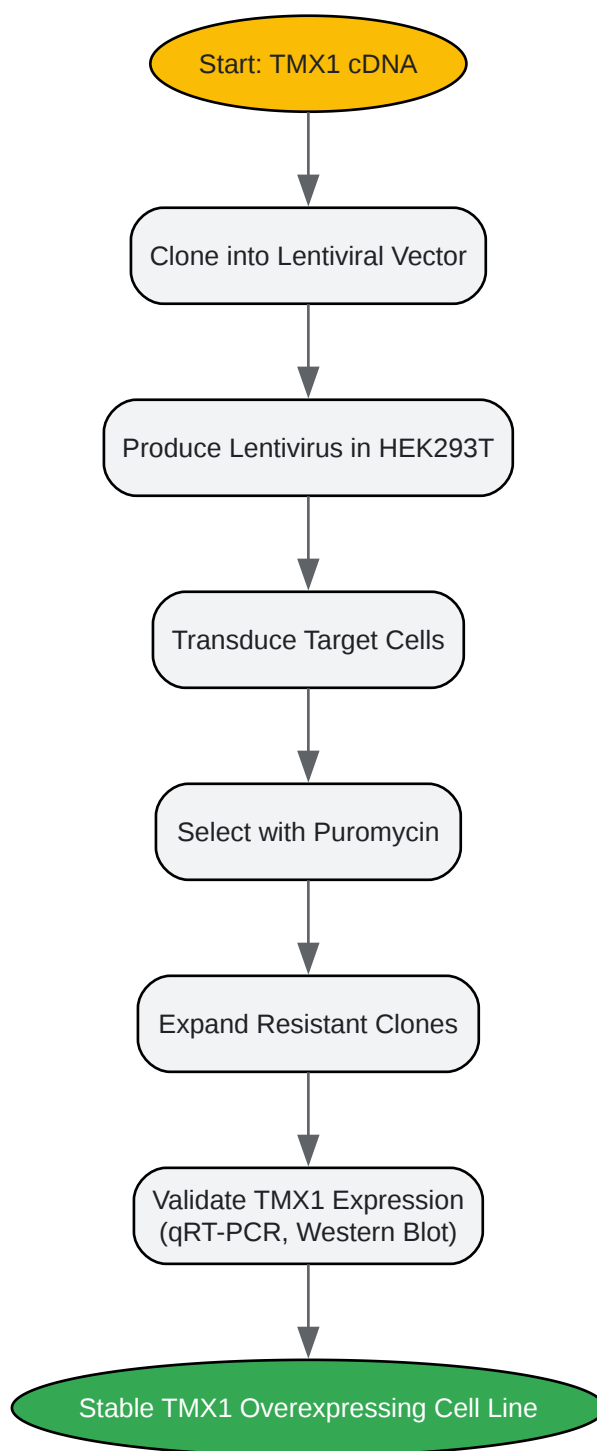 Start: TMX1 cDNA
Clone into Lentiviral Vector
Produce Lentivirus in HEK293T
Transduce Target Cells
Select with Puromycin
Expand Resistant Clones
Validate TMX1 Expression
(qRT-PCR, Western Blot)
Stable TMX1 Overexpressing Cell Line